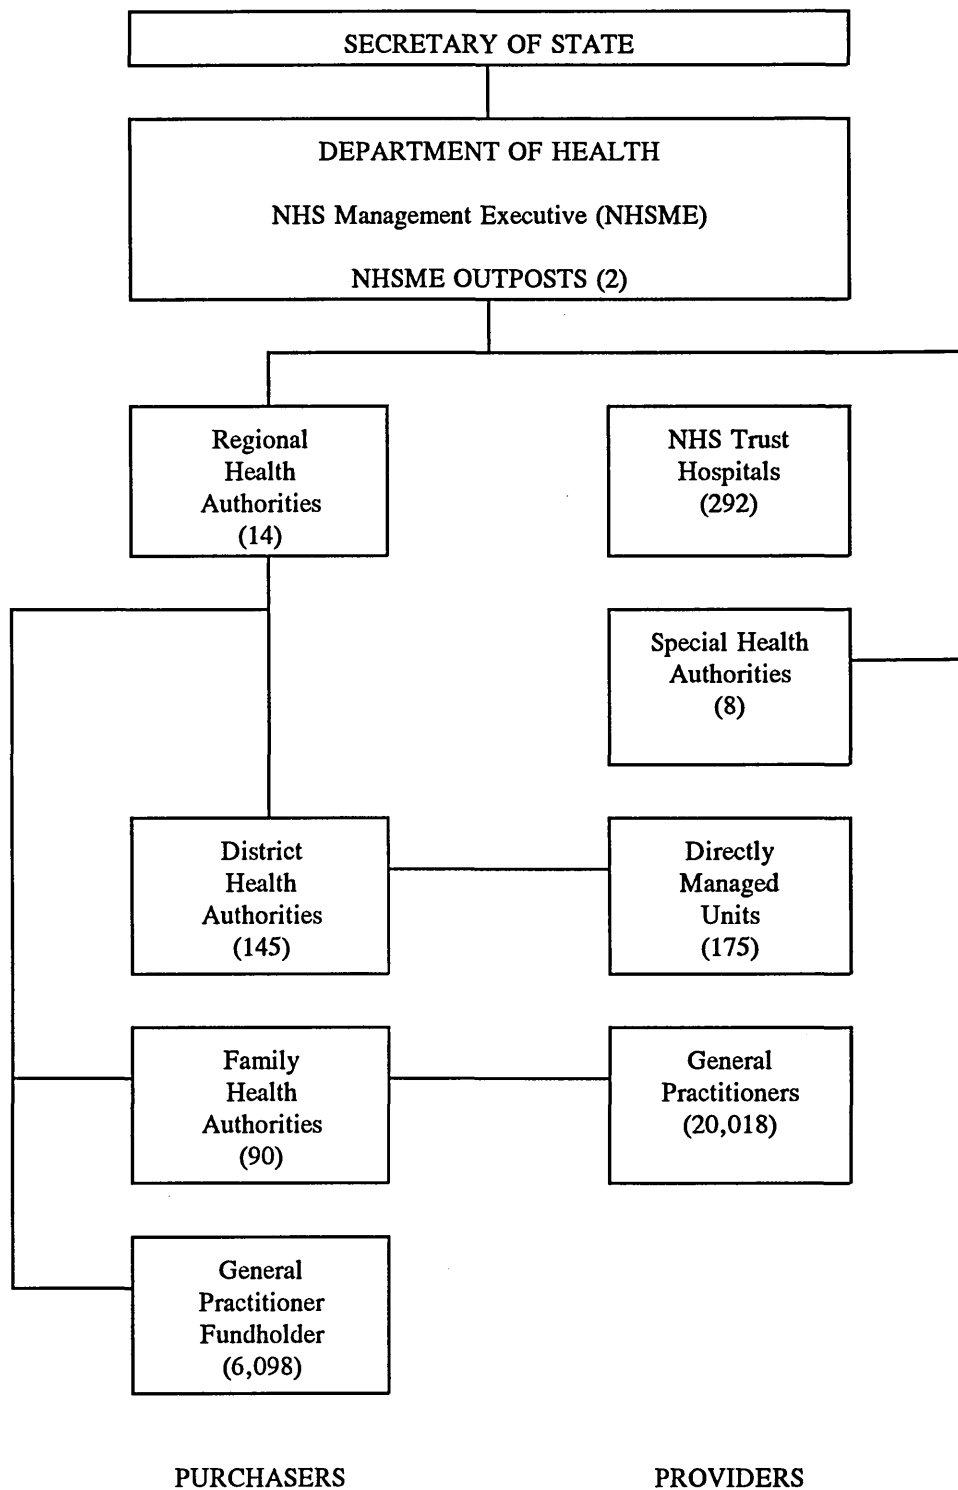 SECRETARY OF STATE
DEPARTMENT OF HEALTH
NHS Management Executive (NHSME)
NHSME OUTPOSTS (2)
Regional
Health
Authorities
(14)
NHS Trust
Hospitals
(292)
Special Health
Authorities
(8)
District
Health
Authorities
(145)
Directly
Managed
Units
(175)
Family
Health
Authorities
(90)
General
Practitioners
(20,018)
General
Practitioner
Fundholder
(6,098)
PURCHASERS
PROVIDERS